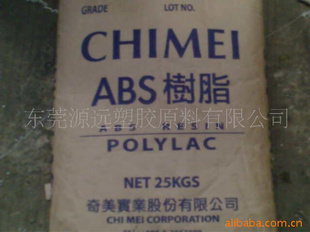 GRADE LOT NO.
CHIMEI
ABS 樹脂
东莞源远塑胶原料有限公司
ABS RESIN
POLYLAC
NET 25KGS
奇美實業股份有限公司
CHI MEI CORPORATION
alibaba.com.cn